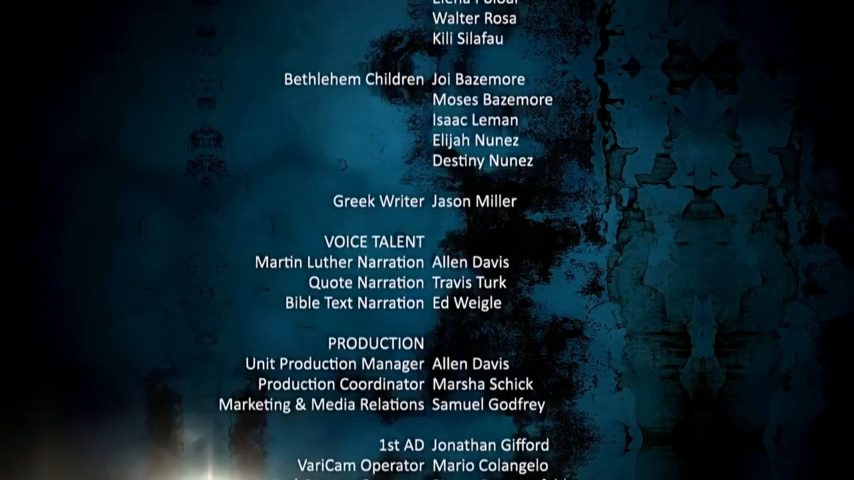 Walter Rosa
Kili Silafau
Bethlehem Children Joi Bazemore
Moses Bazemore
Isaac Leman
Elijah Nunez
Destiny Nunez
Greek Writer Jason Miller
VOICE TALENT
Martin Luther Narration Allen Davis
Quote Narration Travis Turk
Bible Text Narration Ed Weigle
PRODUCTION
Unit Production Manager Allen Davis
Production Coordinator Marsha Schick
Marketing & Media Relations Samuel Godfrey
1st AD Jonathan Gifford
VariCam Operator Mario Colangelo